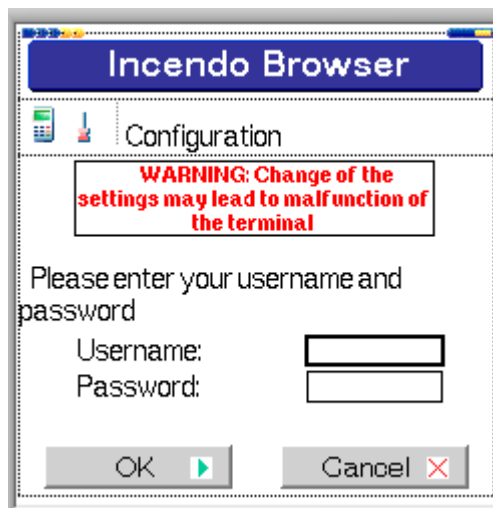 Incendo Browser
Configuration
WARNING: Change of the
settings may lead to malfunction of
the terminal
Please enter your username and
password
Username:
Password:
OK
Cancel